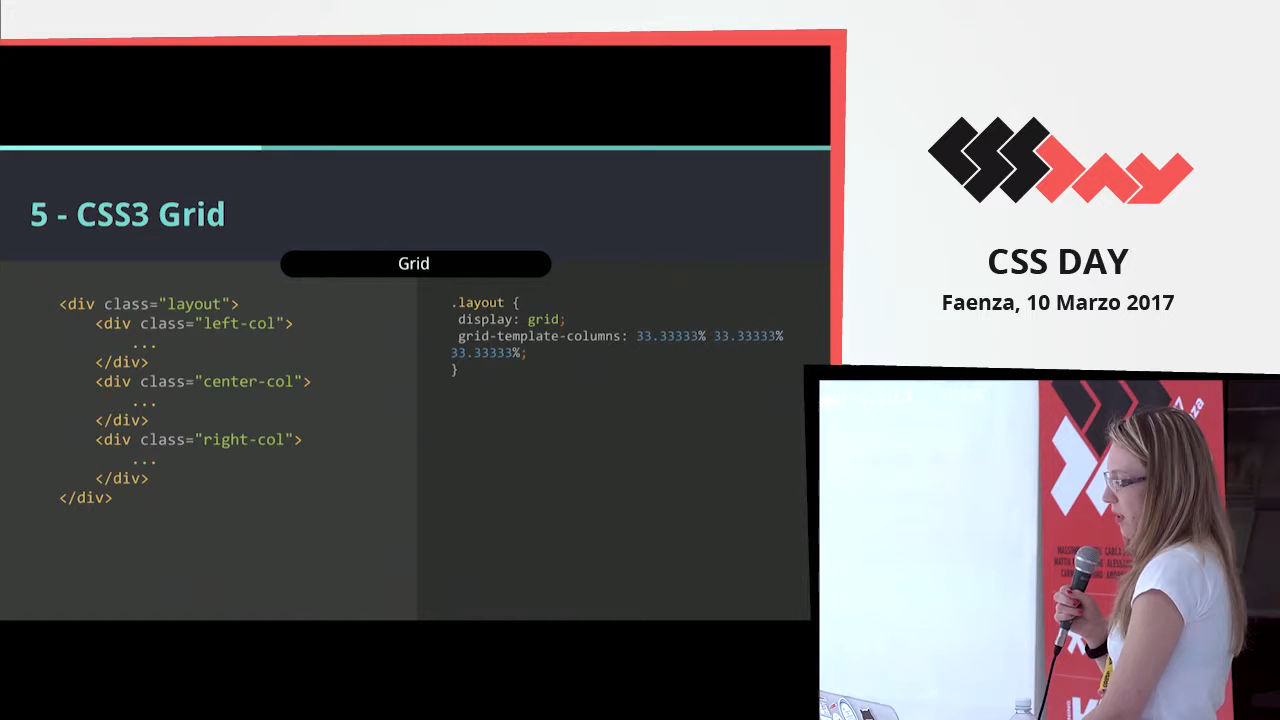 5 - CSS3 Grid
Grid
<div class="layout">
<div class="left-col">
...
</div>
<div class="center-col">
...
</div>
<div class="right-col">
...
</div>
</div>
.layout {
display: grid;
grid-template-columns: 33.33333% 33.33333%
33.33333%;
}
CSS DAY
CSS DAY
Faenza, 10 Marzo 2017